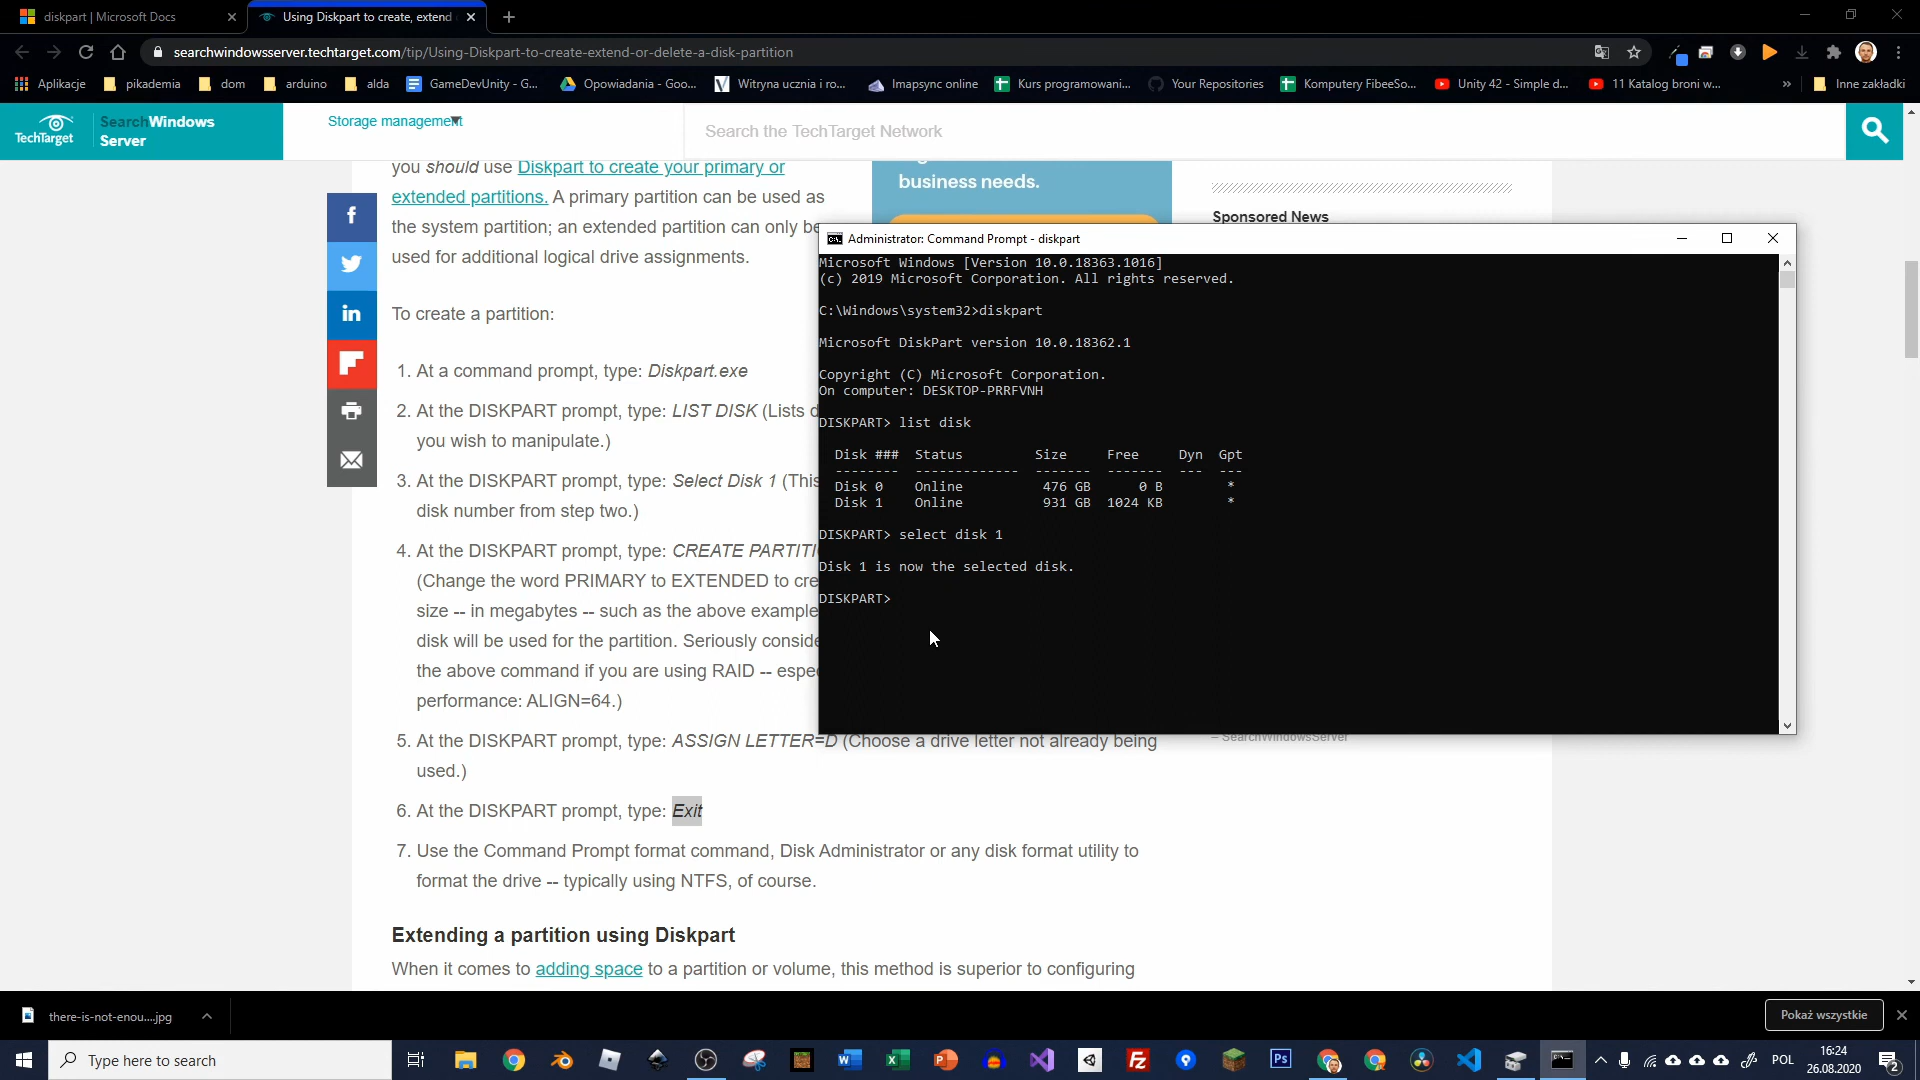 diskpart | Microsoft Docs
Using Diskpart to create, extend
searchwindowsserver.techtarget.com/tip/Using-Diskpart-to-create-extend-or-delete-a-disk-partition
Aplikacje
pikademia
dom
arduino
alda
GameDevUnity - G...
Opowiadania - Goo...
Witryna ucznia i ro...
Imapsync online
Kurs programowani...
Your Repositories
Komputery FibeeSo...
Unity 42 - Simple d...
11 Katalog broni w...
»
Inne zakładki
TechTarget
SearchWindows
Server
Storage management
Search the TechTarget Network
you should use Diskpart to create your primary or
extended partitions. A primary partition can be used as
the system partition; an extended partition can only be
used for additional logical drive assignments.
business needs.
Sponsored News
To create a partition:
1. At a command prompt, type: Diskpart.exe
2. At the DISKPART prompt, type: LIST DISK (Lists
you wish to manipulate.)
3. At the DISKPART prompt, type: Select Disk 1 (This
disk number from step two.)
4. At the DISKPART prompt, type: CREATE PARTITI
(Change the word PRIMARY to EXTENDED to cre
size -- in megabytes -- such as the above example
disk will be used for the partition. Seriously conside
the above command if you are using RAID -- espe
performance: ALIGN=64.)
5. At the DISKPART prompt, type: ASSIGN LETTER=D (Choose a drive letter not already being
used.)
6. At the DISKPART prompt, type: Exit
7. Use the Command Prompt format command, Disk Administrator or any disk format utility to
format the drive -- typically using NTFS, of course.
Extending a partition using Diskpart
When it comes to adding space to a partition or volume, this method is superior to configuring
– SearchWindowsServer
Administrator: Command Prompt - diskpart
Microsoft Windows [Version 10.0.18363.1016]
(c) 2019 Microsoft Corporation. All rights reserved.
C:\Windows\system32>diskpart
Microsoft DiskPart version 10.0.18362.1
Copyright (C) Microsoft Corporation.
On computer: DESKTOP-PRRFVNH
DISKPART> list disk
Disk ###  Status         Size     Free     Dyn  Gpt
--------  -------------  -------  -------  ---  ---
Disk 0    Online          476 GB      0 B        *
Disk 1    Online          931 GB  1024 KB        *
DISKPART> select disk 1
Disk 1 is now the selected disk.
DISKPART>
there-is-not-enou....jpg
Pokaż wszystkie
Type here to search
POL
16:24
26.08.2020
2